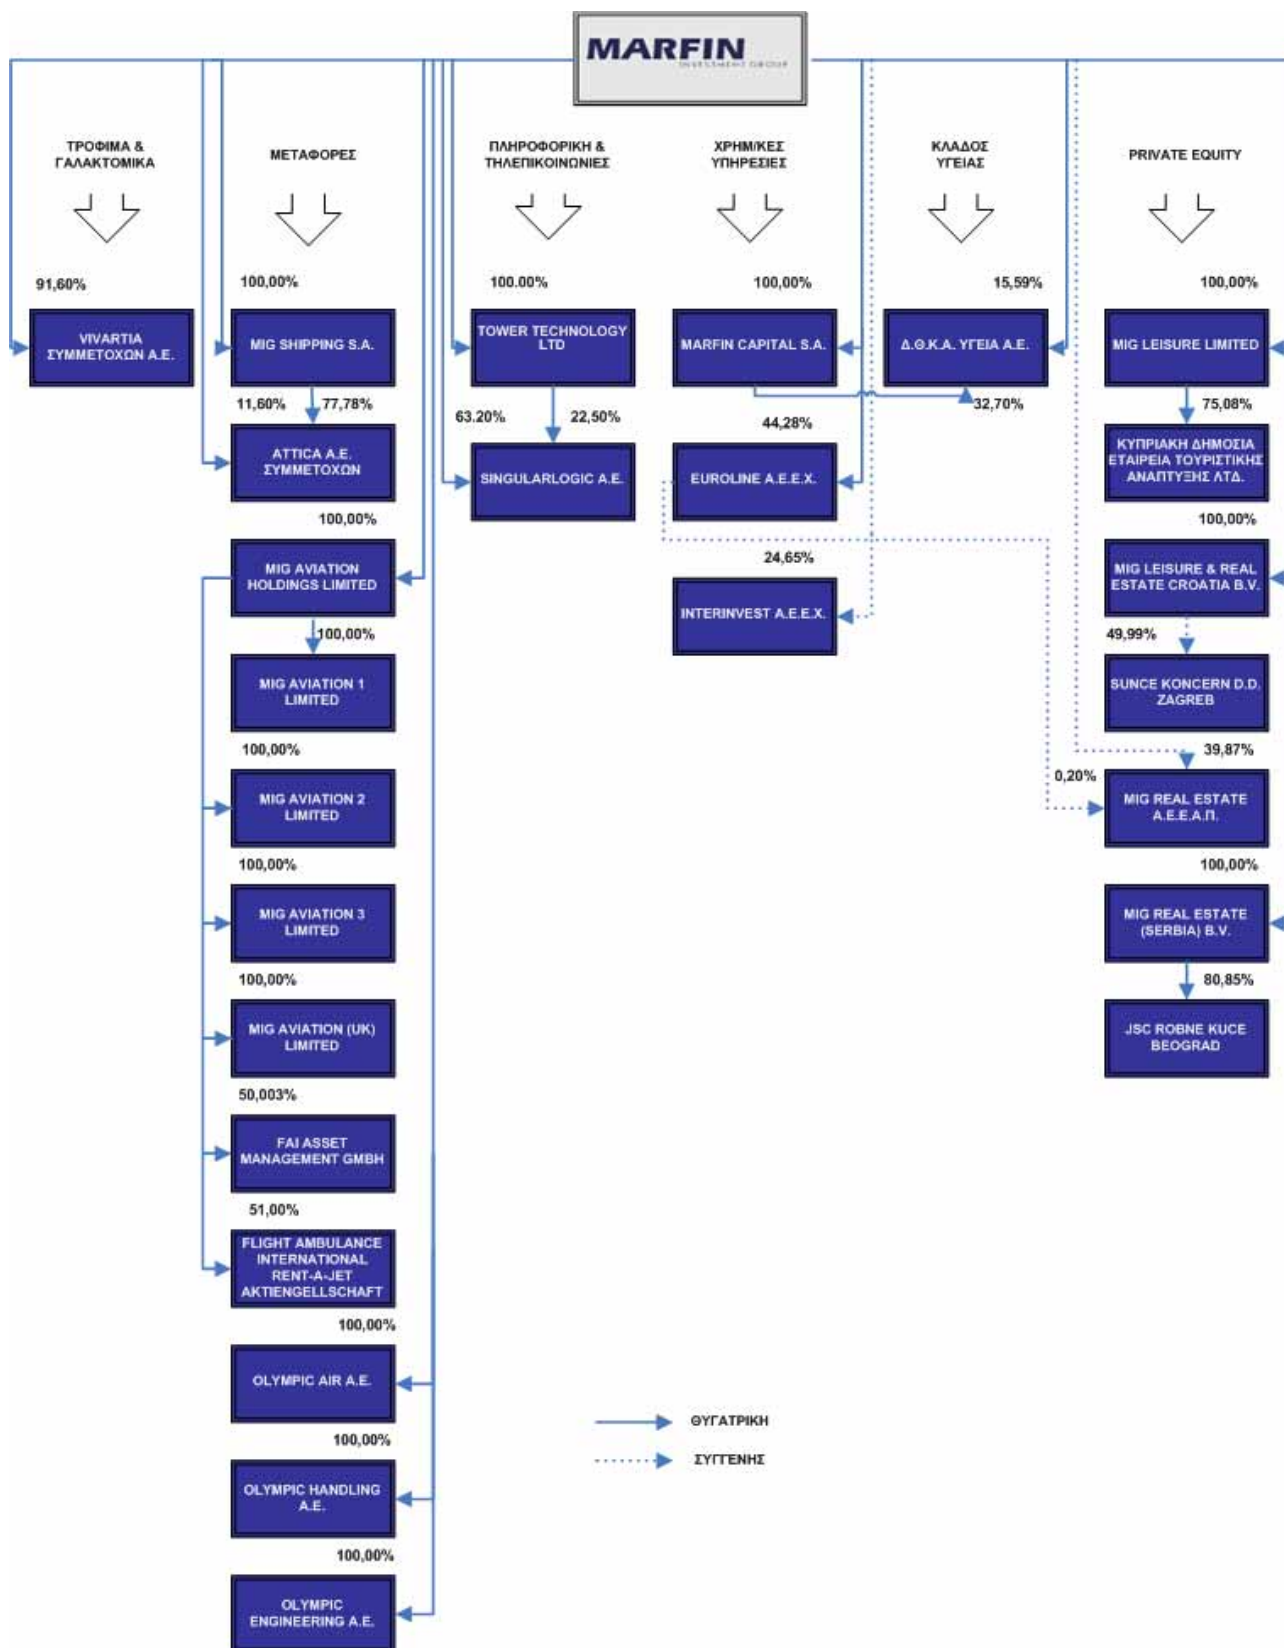 MARFIN
INVESTMENT GROUP
ΤΡΟΦΙΜΑ &
ΓΑΛΑΚΤΟΜΙΚΑ
ΜΕΤΑΦΟΡΕΣ
ΠΛΗΡΟΦΟΡΙΚΗ &
ΤΗΛΕΠΙΚΟΙΝΩΝΙΕΣ
ΧΡΗΜ/ΚΕΣ
ΥΠΗΡΕΣΙΕΣ
ΚΛΑΔΟΣ
ΥΓΕΙΑΣ
PRIVATE EQUITY
91,60%
VIVARTIA
ΣΥΜΜΕΤΟΧΩΝ Α.Ε.
100,00%
MIG SHIPPING S.A.
11,60%
77,78%
ATTICA A.E.
ΣΥΜΜΕΤΟΧΩΝ
100,00%
MIG AVIATION
HOLDINGS LIMITED
100,00%
MIG AVIATION 1
LIMITED
100,00%
MIG AVIATION 2
LIMITED
100,00%
MIG AVIATION 3
LIMITED
100,00%
MIG AVIATION (UK)
LIMITED
50,003%
FAI ASSET
MANAGEMENT GMBH
51,00%
FLIGHT AMBULANCE
INTERNATIONAL
RENT-A-JET
AKTIENGELLSCHAFT
100,00%
OLYMPIC AIR A.E.
100,00%
OLYMPIC HANDLING
A.E.
100,00%
OLYMPIC
ENGINEERING A.E.
100.00%
TOWER TECHNOLOGY
LTD
63.20%
22,50%
SINGULARLOGIC A.E.
100,00%
MARFIN CAPITAL S.A.
44,28%
EUROLINE A.E.E.X.
24,65%
INTERINVEST A.E.E.X.
15,59%
Δ.Θ.Κ.Α. ΥΓΕΙΑ Α.Ε.
32,70%
100,00%
MIG LEISURE LIMITED
75,08%
ΚΥΠΡΙΑΚΗ ΔΗΜΟΣΙΑ
ΕΤΑΙΡΕΙΑ ΤΟΥΡΙΣΤΙΚΗΣ
ΑΝΑΠΤΥΞΗΣ ΛΤΔ.
100,00%
MIG LEISURE & REAL
ESTATE CROATIA B.V.
49,99%
SUNCE KONCERN D.D.
ZAGREB
39,87%
0,20%
MIG REAL ESTATE
Α.Ε.Ε.Α.Π.
100,00%
MIG REAL ESTATE
(SERBIA) B.V.
80,85%
JSC ROBNE KUCE
BEOGRAD
ΘΥΓΑΤΡΙΚΗ
ΣΥΓΓΕΝΗΣ